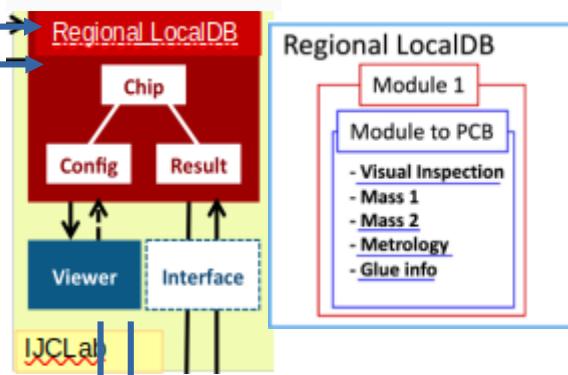 Regional LocalDB
Chip
Config
Result
Viewer
Interface
IJCLab
Regional LocalDB
Module 1
Module to PCB
- Visual Inspection
- Mass 1
- Mass 2
- Metrology
- Glue info